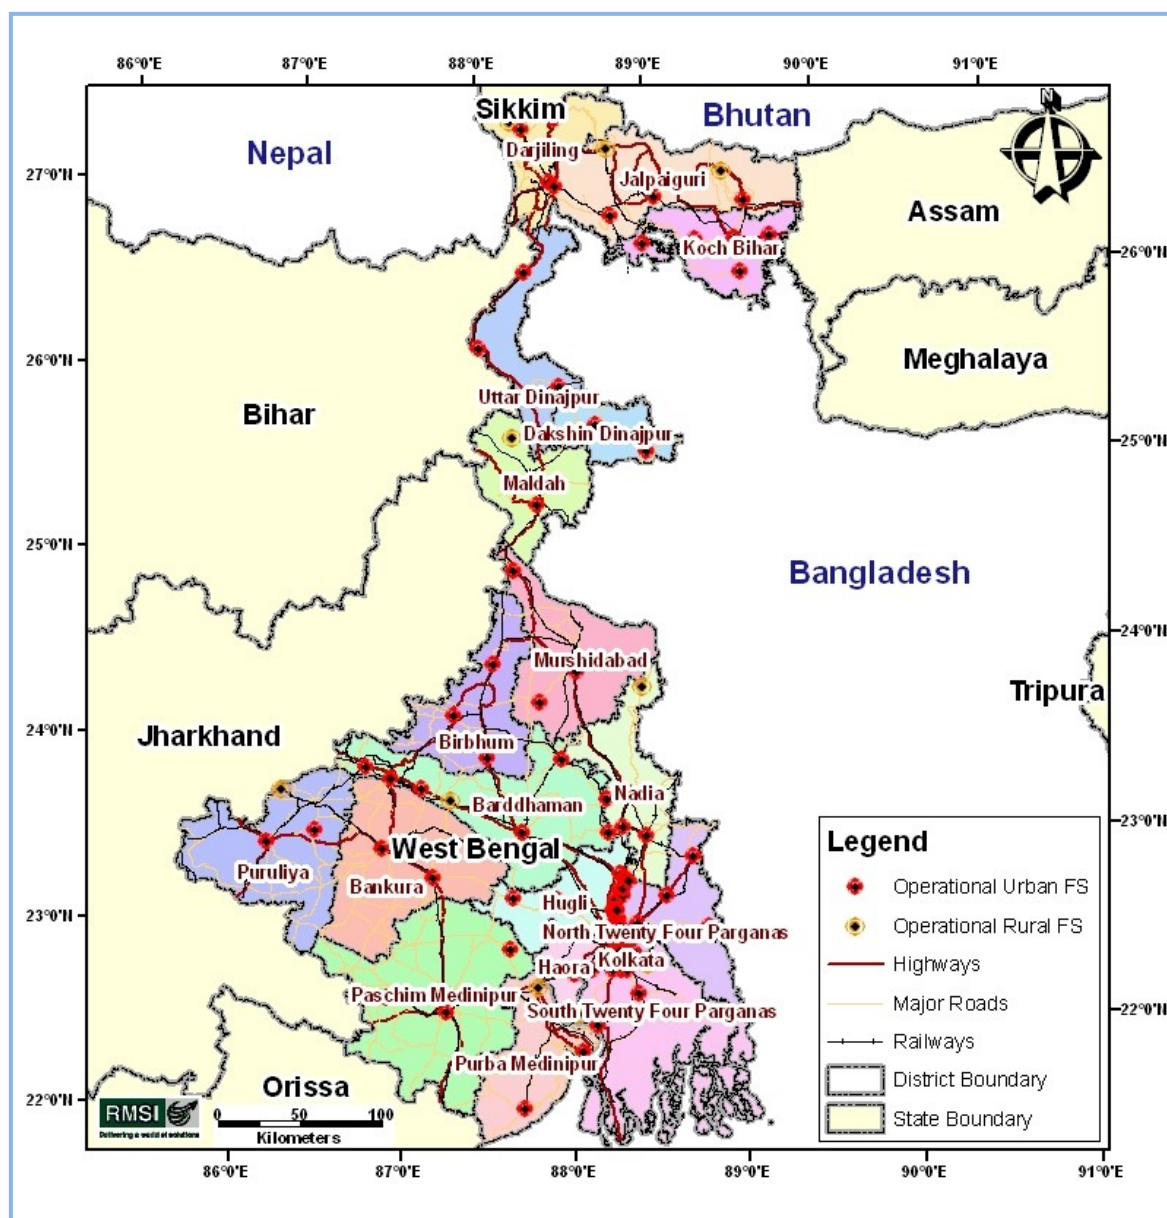 86°0'E 87°0'E 88°0'E 89°0'E 90°0'E 91°0'E
N
Sikkim
Bhutan
Nepal
Darjiling
Jalpaiguri
27°0'N
Assam
Koch Bihar
26°0'N
26°0'N
Meghalaya
Uttar Dinajpur
Bihar
Dakshin Dinajpur
25°0'N
Maldah
25°0'N
Bangladesh
24°0'N
Murshidabad
Tripura
24°0'N
Jharkhand
Birbhum
Barddhaman
Nadia
23°0'N
Legend
West Bengal
Puruliya
Bankura
Operational Urban FS
Hugli
23°0'N
Operational Rural FS
North Twenty Four Parganas
Kolkata
Haora
Highways
Paschim Medinipur
South Twenty Four Parganas
Major Roads
22°0'N
Railways
Purba Medinipur
Orissa
District Boundary
22°0'N
RMSI
Delivering a world of solutions
0 50 100
Kilometers
State Boundary
86°0'E 87°0'E 88°0'E 89°0'E 90°0'E 91°0'E